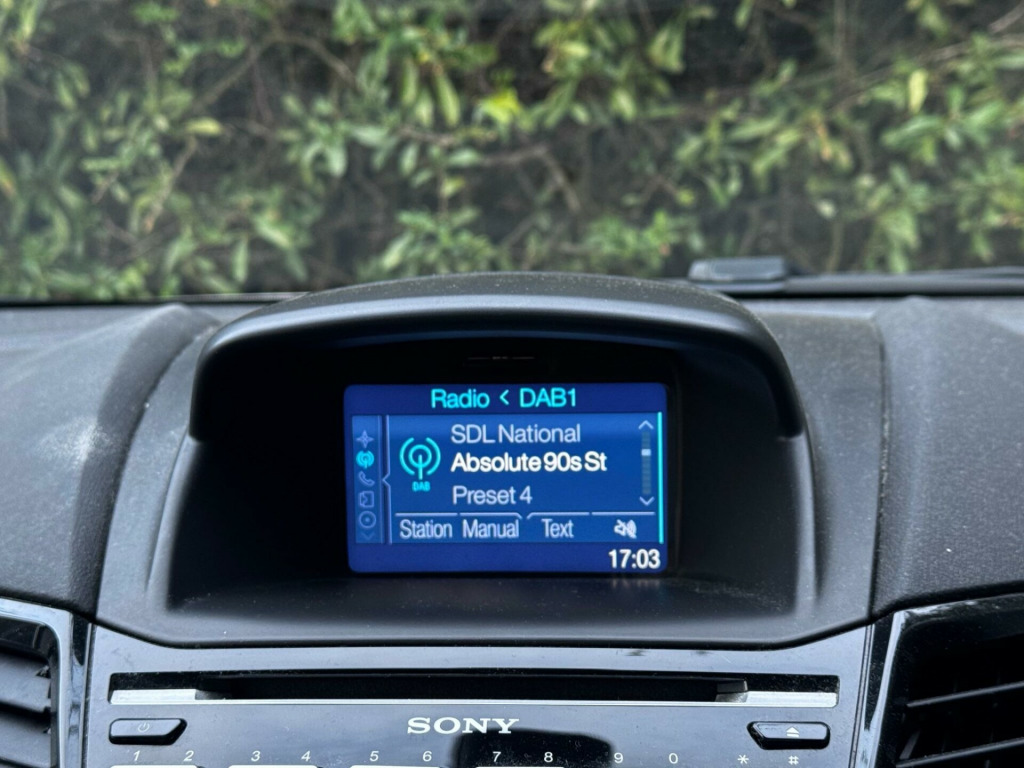 Radio < DAB1
SDL National
DAB
Absolute 90s St
Preset 4
Station Manual Text
17:03
SONY
1 2 3 4 5 6 7 8 9 0 * #